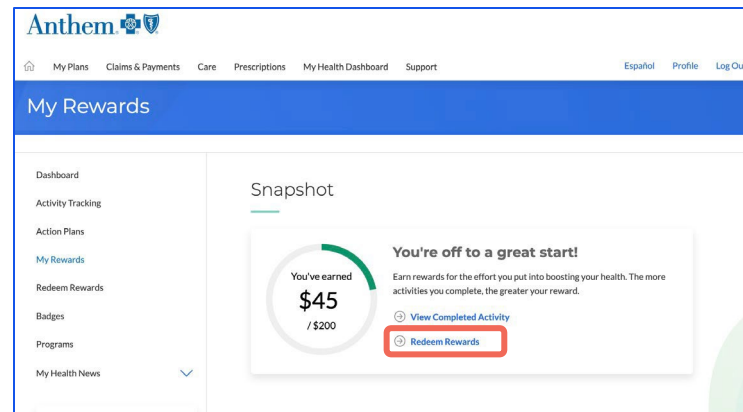 Anthem
My Plans Claims & Payments Care Prescriptions My Health Dashboard Support Español Profile Log Ou
My Rewards
Dashboard
Activity Tracking
Action Plans
My Rewards
Redeem Rewards
Badges
Programs
My Health News
Snapshot
You've earned
$45
/ $200
You're off to a great start!
Earn rewards for the effort you put into boosting your health. The more
activities you complete, the greater your reward.
View Completed Activity
Redeem Rewards